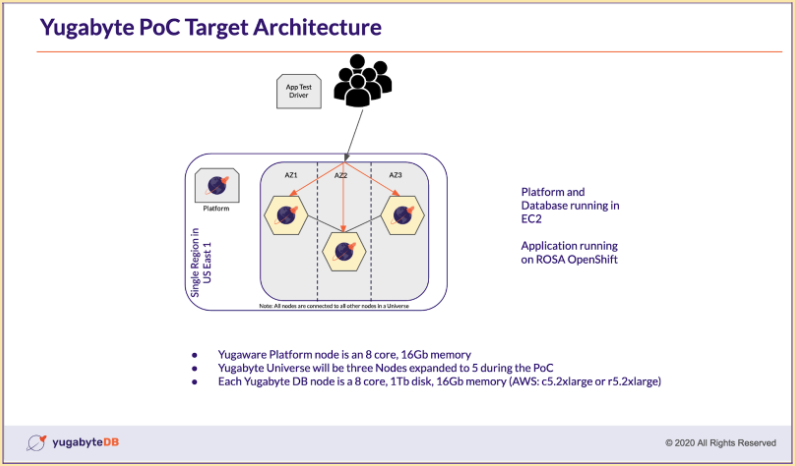 Yugabyte PoC Target Architecture
App Test
Driver
AZ1
AZ2
AZ3
Platform
Single Region in
US East 1
Note: All nodes are connected to all other nodes in a Universe
Platform and
Database running in
EC2
Application running
on ROSA OpenShift
● Yugaware Platform node is an 8 core, 16Gb memory
● Yugabyte Universe will be three Nodes expanded to 5 during the PoC
● Each Yugabyte DB node is a 8 core, 1Tb disk, 16Gb memory (AWS: c5.2xlarge or r5.2xlarge)
yugabyteDB
© 2020 All Rights Reserved